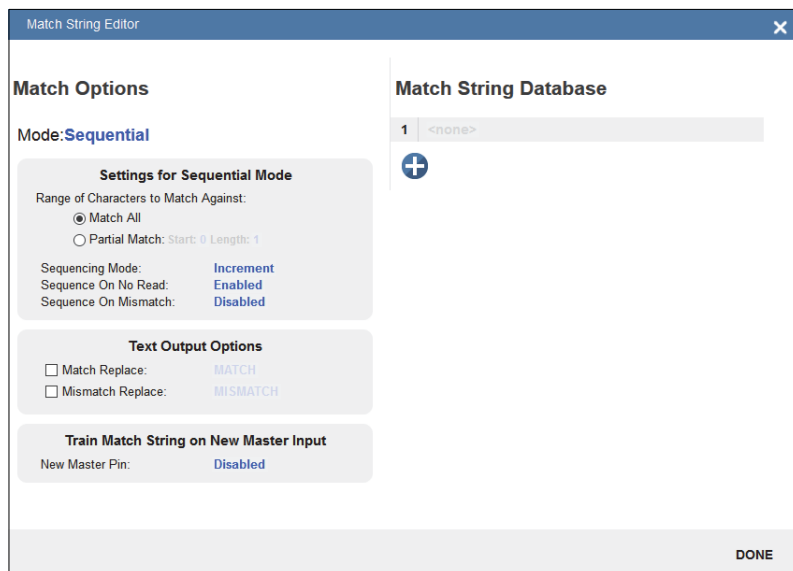 Match String Editor
Match Options
Mode:Sequential
Settings for Sequential Mode
Range of Characters to Match Against:
Match All
Partial Match: Start: 0 Length: 1
Sequencing Mode: Increment
Sequence On No Read: Enabled
Sequence On Mismatch: Disabled
Text Output Options
Match Replace: MATCH
Mismatch Replace: MISMATCH
Train Match String on New Master Input
New Master Pin: Disabled
Match String Database
1 <none>
DONE